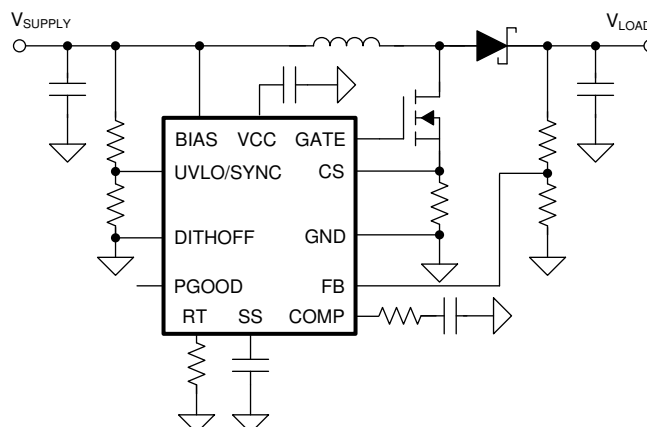 VSUPPLY
VLOAD
BIAS VCC GATE
UVLO/SYNC CS
DITHOFF GND
PGOOD FB
RT SS COMP